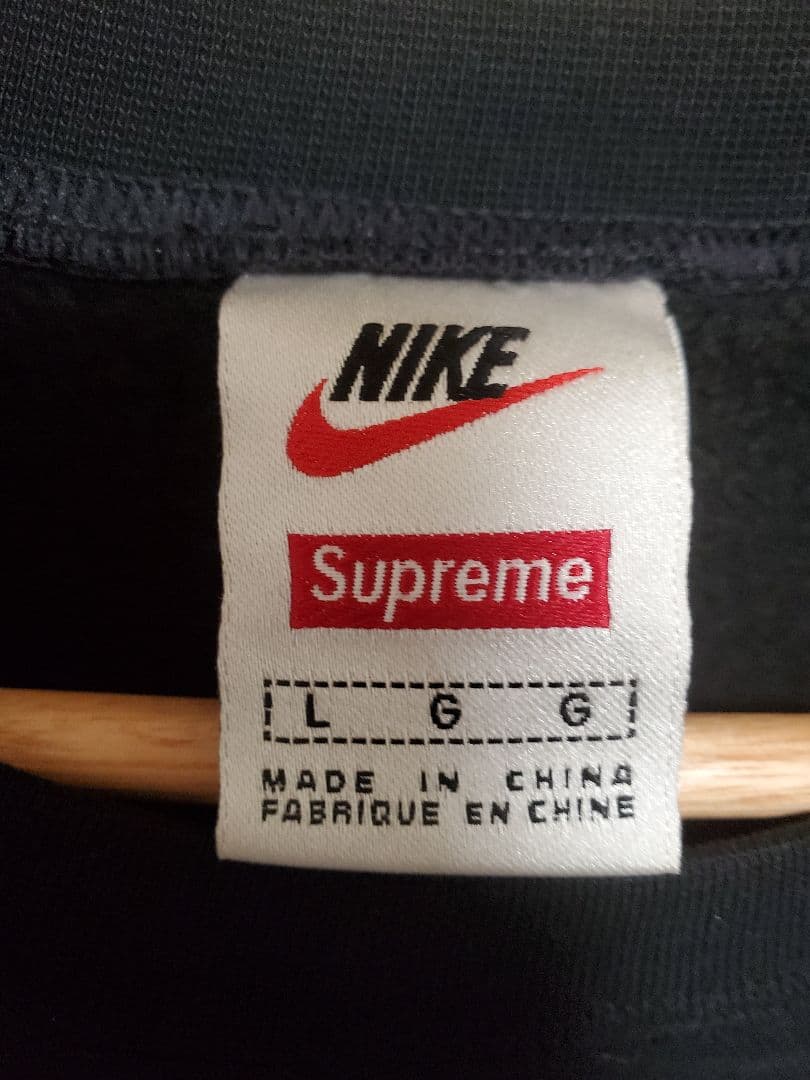 NIKE
Supreme
L G G
MADE IN CHINA
FABRIQUE EN CHINE